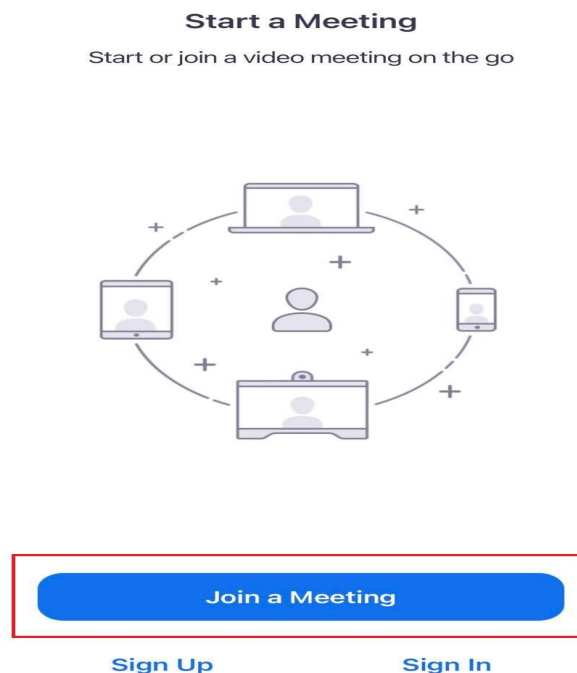 Start a Meeting
Start or join a video meeting on the go
Join a Meeting
Sign Up
Sign In